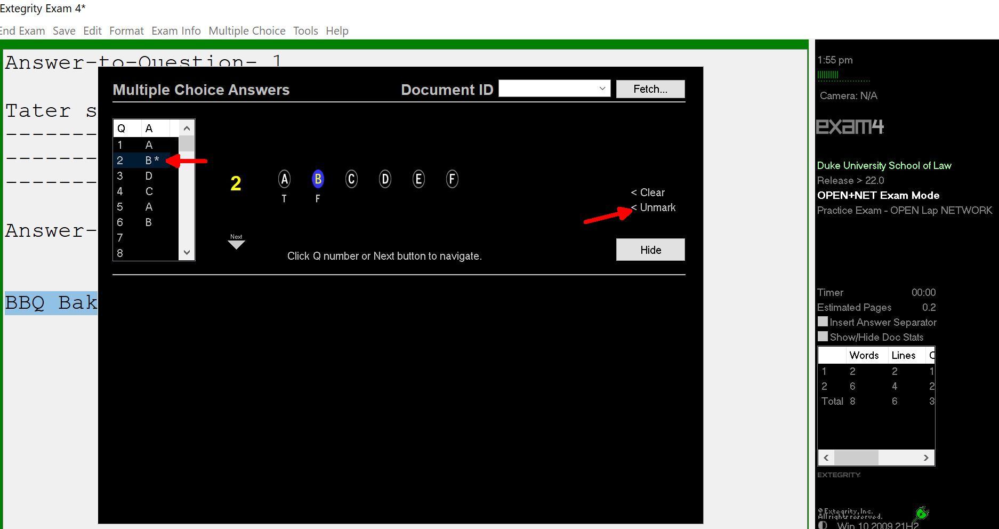 Extegrity Exam 4*
End Exam Save Edit Format Exam Info Multiple Choice Tools Help
Answer-to-Question- 1
Tater s
-------
-------
-------
Answer-
BBQ Bak
Multiple Choice Answers
Document ID
Fetch...
Q A
1 A
2 B *
3 D
4 C
5 A
6 B
7
8
2
A B C D E F
T F
< Clear
< Unmark
Next
Click Q number or Next button to navigate.
Hide
1:55 pm
Camera: N/A
exam4
Duke University School of Law
Release > 22.0
OPEN+NET Exam Mode
Practice Exam - OPEN Lap NETWORK
Timer 00:00
Estimated Pages 0.2
Insert Answer Separator
Show/Hide Doc Stats
Words Lines C
1 2 2 1
2 6 4 2
Total 8 6 3
EXTEGRITY
© Extegrity, Inc.
All rights reserved.
Win 10 2009 21H2